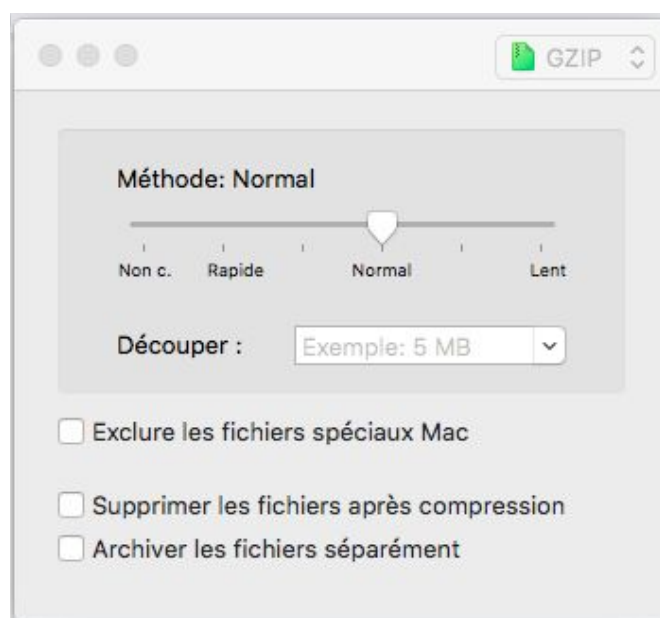 GZIP
Méthode: Normal
Non c. Rapide Normal Lent
Découper : Exemple: 5 MB
Exclure les fichiers spéciaux Mac
Supprimer les fichiers après compression
Archiver les fichiers séparément